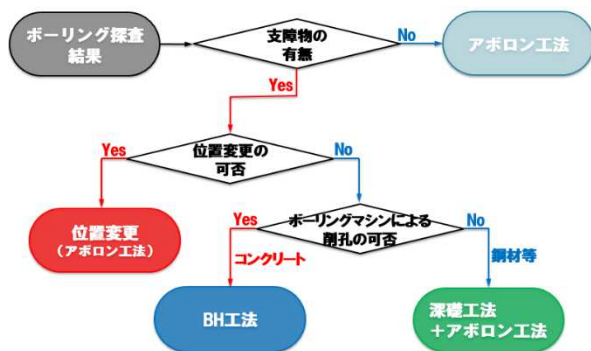 ボーリング探査
結果
支障物の
有無
No
アボロン工法
Yes
Yes
位置変更の
可否
No
位置変更
(アボロン工法)
Yes
ボーリングマシンによる
削孔の可否
No
コンクリート
鋼材等
BH工法
深礎工法
＋アボロン工法